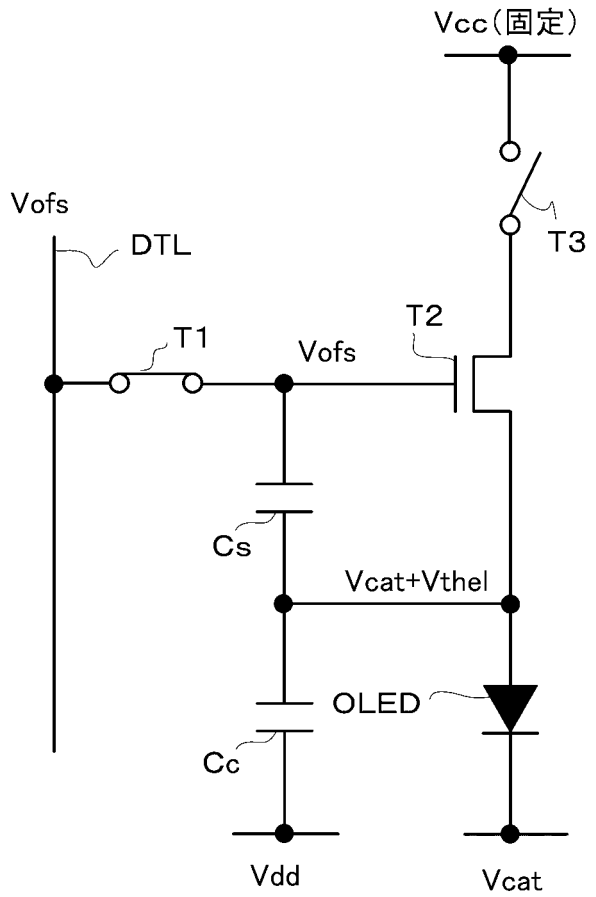 Vcc(固定)
Vofs
DTL
T3
T1
Vofs
T2
Cs
Vcat+Vthel
OLED
Cc
Vdd
Vcat